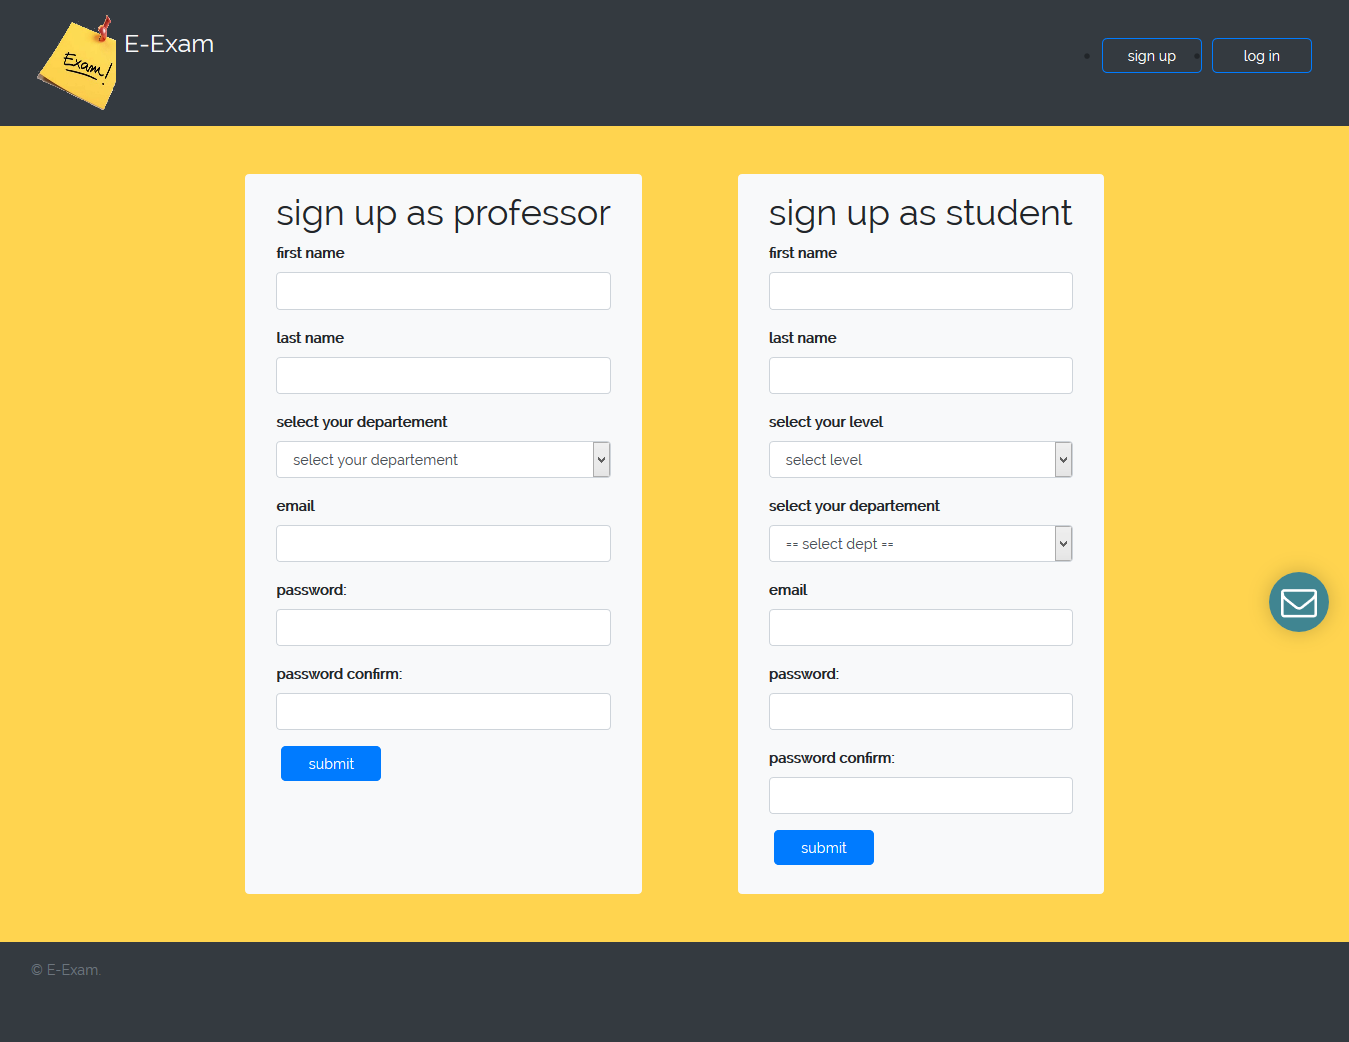 Exam!
E-Exam
sign up
log in
sign up as professor
first name
last name
select your departement
select your departement
email
password:
password confirm:
submit
sign up as student
first name
last name
select your level
select level
select your departement
== select dept ==
email
password:
password confirm:
submit
© E-Exam.